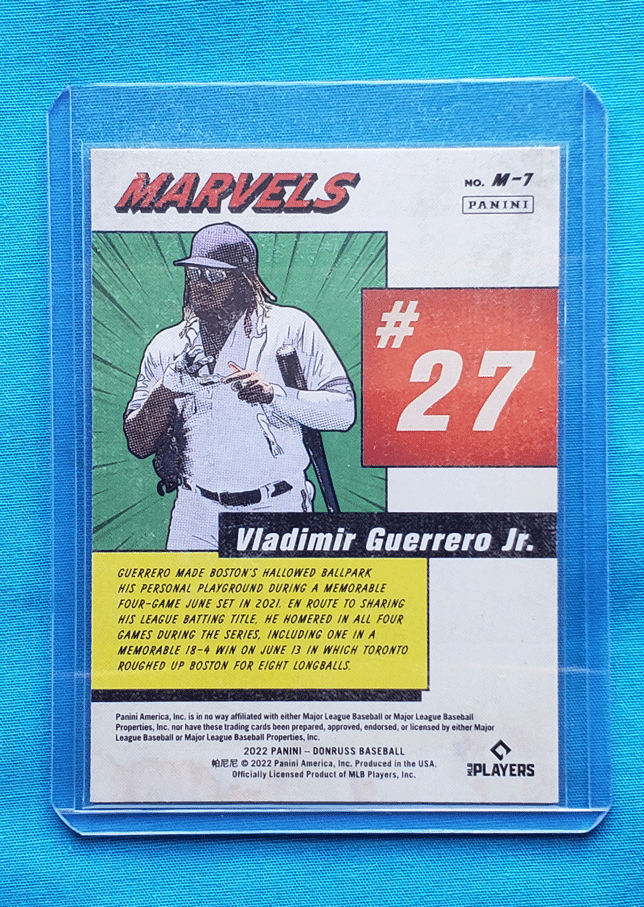 MARVELS
NO. M-7
PANINI
#27
Vladimir Guerrero Jr.
GUERRERO MADE BOSTON'S HALLOWED BALLPARK
HIS PERSONAL PLAYGROUND DURING A MEMORABLE
FOUR-GAME JUNE SET IN 2021. EN ROUTE TO SHARING
HIS LEAGUE BATTING TITLE, HE HOMERED IN ALL FOUR
GAMES DURING THE SERIES, INCLUDING ONE IN A
MEMORABLE 18-4 WIN ON JUNE 13 IN WHICH TORONTO
ROUGHED UP BOSTON FOR EIGHT LONGBALLS.
Panini America, Inc. is in no way affiliated with either Major League Baseball or Major League Baseball
Properties, Inc. nor have these trading cards been prepared, approved, endorsed, or licensed by either Major
League Baseball or Major League Baseball Properties, Inc.
2022 PANINI – DONRUSS BASEBALL
帕尼尼 © 2022 Panini America, Inc. Produced in the USA.
Officially Licensed Product of MLB Players, Inc.
MLB PLAYERS